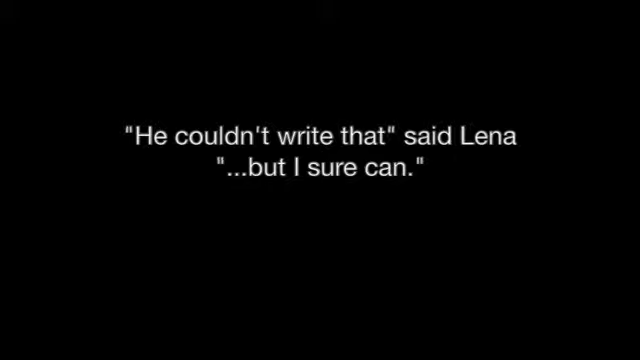 "He couldn't write that" said Lena
"...but I sure can."